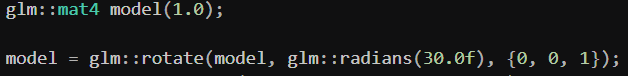 glm::mat4 model(1.0);
model = glm::rotate(model, glm::radians(30.0f), {0, 0, 1});